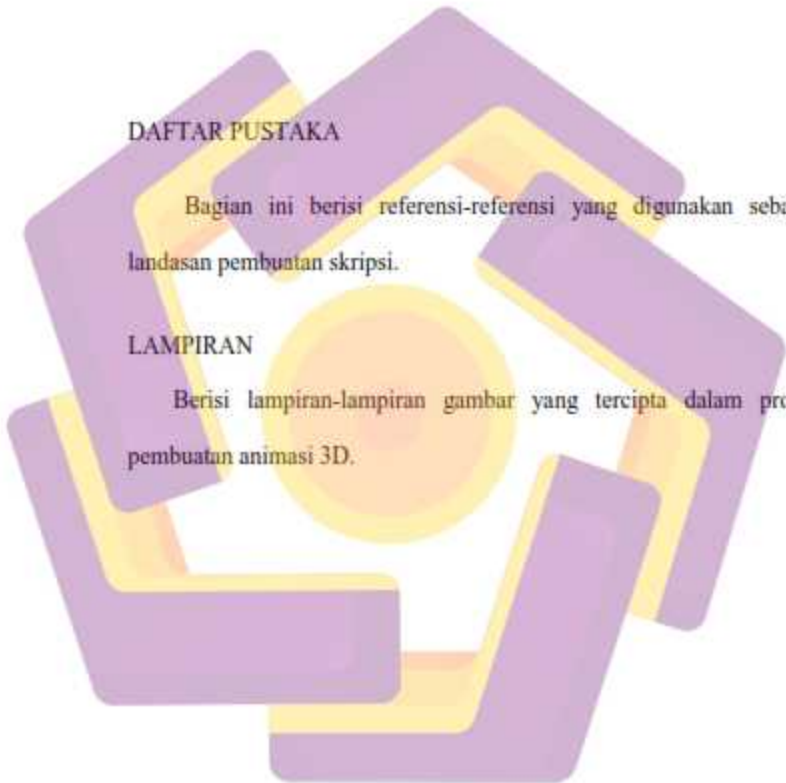 DAFTAR PUSTAKA
Bagian ini berisi referensi-referensi yang digunakan seba
landasan pembuatan skripsi.
LAMPIRAN
Berisi lampiran-lampiran gambar yang tercipta dalam pro
pembuatan animasi 3D.